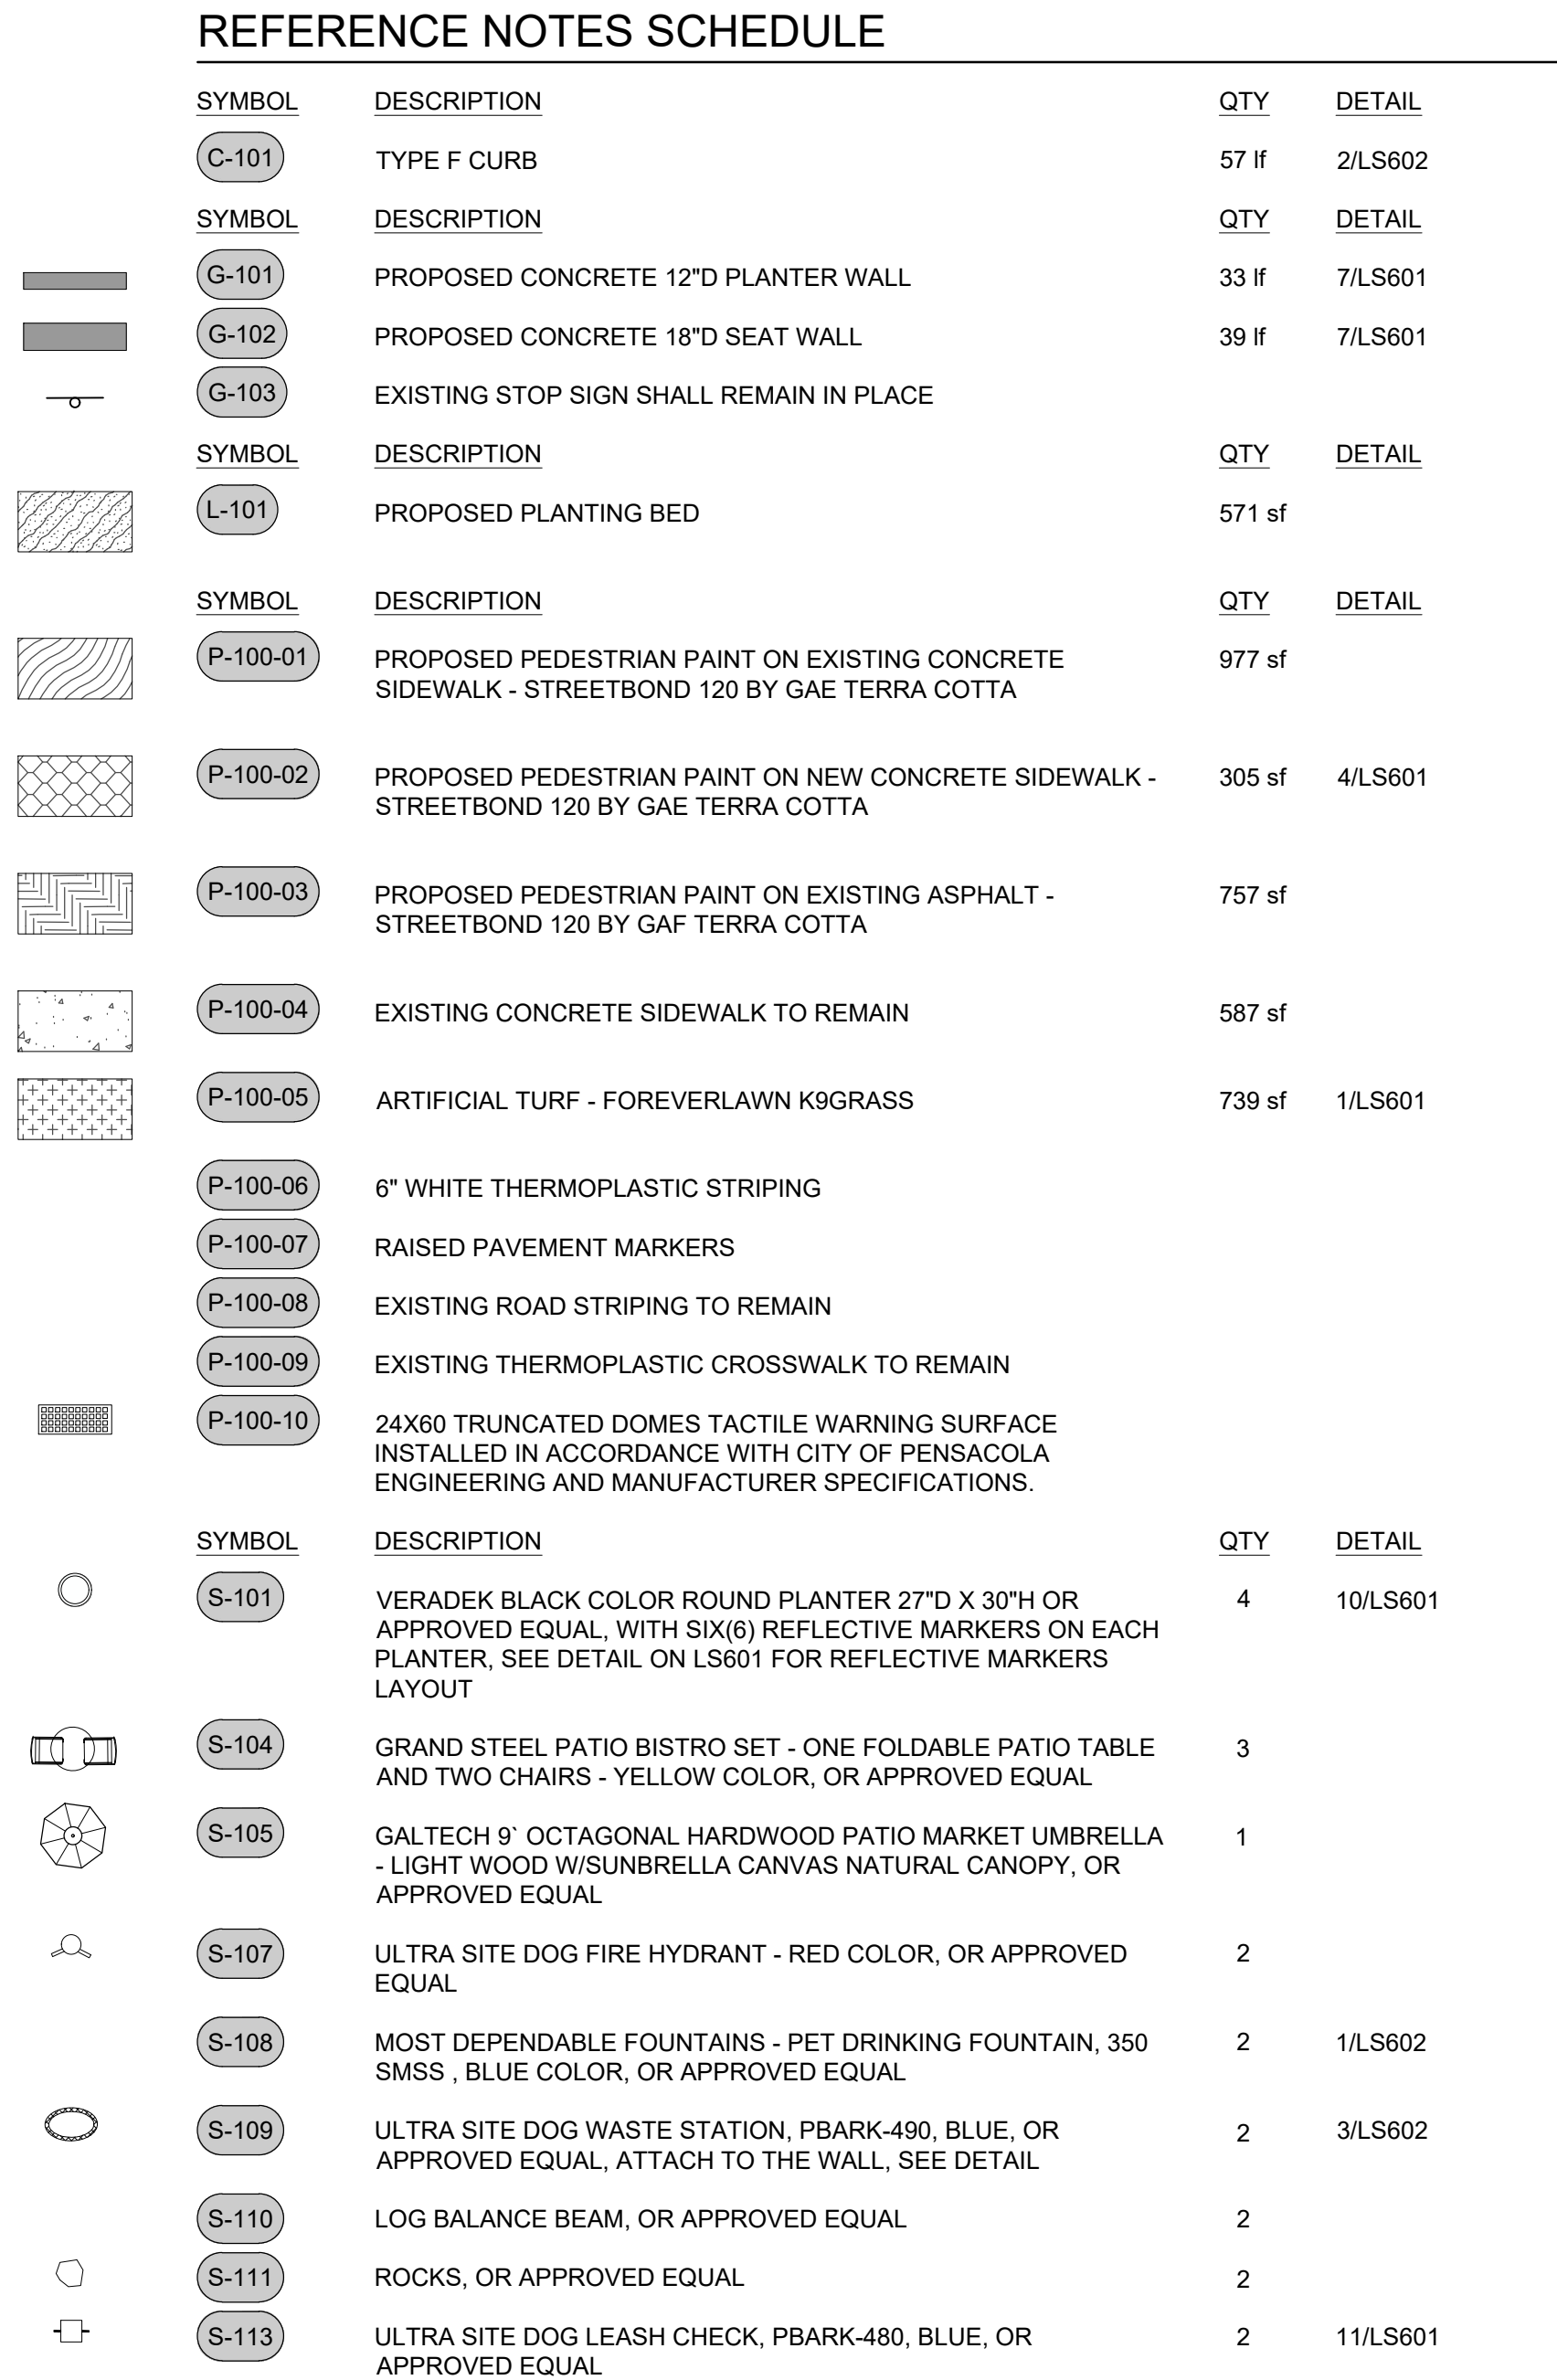 REFERENCE NOTES SCHEDULE
SYMBOL DESCRIPTION QTY DETAIL
C-101 TYPE F CURB 57 lf 2/LS602
SYMBOL DESCRIPTION QTY DETAIL
G-101 PROPOSED CONCRETE 12"D PLANTER WALL 33 lf 7/LS601
G-102 PROPOSED CONCRETE 18"D SEAT WALL 39 lf 7/LS601
G-103 EXISTING STOP SIGN SHALL REMAIN IN PLACE
SYMBOL DESCRIPTION QTY DETAIL
L-101 PROPOSED PLANTING BED 571 sf
SYMBOL DESCRIPTION QTY DETAIL
P-100-01 PROPOSED PEDESTRIAN PAINT ON EXISTING CONCRETE 977 sf
SIDEWALK - STREETBOND 120 BY GAE TERRA COTTA
P-100-02 PROPOSED PEDESTRIAN PAINT ON NEW CONCRETE SIDEWALK - 305 sf 4/LS601
STREETBOND 120 BY GAE TERRA COTTA
P-100-03 PROPOSED PEDESTRIAN PAINT ON EXISTING ASPHALT - 757 sf
STREETBOND 120 BY GAF TERRA COTTA
P-100-04 EXISTING CONCRETE SIDEWALK TO REMAIN 587 sf
P-100-05 ARTIFICIAL TURF - FOREVERLAWN K9GRASS 739 sf 1/LS601
P-100-06 6" WHITE THERMOPLASTIC STRIPING
P-100-07 RAISED PAVEMENT MARKERS
P-100-08 EXISTING ROAD STRIPING TO REMAIN
P-100-09 EXISTING THERMOPLASTIC CROSSWALK TO REMAIN
P-100-10 24X60 TRUNCATED DOMES TACTILE WARNING SURFACE
INSTALLED IN ACCORDANCE WITH CITY OF PENSACOLA
ENGINEERING AND MANUFACTURER SPECIFICATIONS.
SYMBOL DESCRIPTION QTY DETAIL
S-101 VERADEK BLACK COLOR ROUND PLANTER 27"D X 30"H OR 4 10/LS601
APPROVED EQUAL, WITH SIX(6) REFLECTIVE MARKERS ON EACH
PLANTER, SEE DETAIL ON LS601 FOR REFLECTIVE MARKERS
LAYOUT
S-104 GRAND STEEL PATIO BISTRO SET - ONE FOLDABLE PATIO TABLE 3
AND TWO CHAIRS - YELLOW COLOR, OR APPROVED EQUAL
S-105 GALTECH 9` OCTAGONAL HARDWOOD PATIO MARKET UMBRELLA 1
- LIGHT WOOD W/SUNBRELLA CANVAS NATURAL CANOPY, OR
APPROVED EQUAL
S-107 ULTRA SITE DOG FIRE HYDRANT - RED COLOR, OR APPROVED 2
EQUAL
S-108 MOST DEPENDABLE FOUNTAINS - PET DRINKING FOUNTAIN, 350 2 1/LS602
SMSS , BLUE COLOR, OR APPROVED EQUAL
S-109 ULTRA SITE DOG WASTE STATION, PBARK-490, BLUE, OR 2 3/LS602
APPROVED EQUAL, ATTACH TO THE WALL, SEE DETAIL
S-110 LOG BALANCE BEAM, OR APPROVED EQUAL 2
S-111 ROCKS, OR APPROVED EQUAL 2
S-113 ULTRA SITE DOG LEASH CHECK, PBARK-480, BLUE, OR 2 11/LS601
APPROVED EQUAL